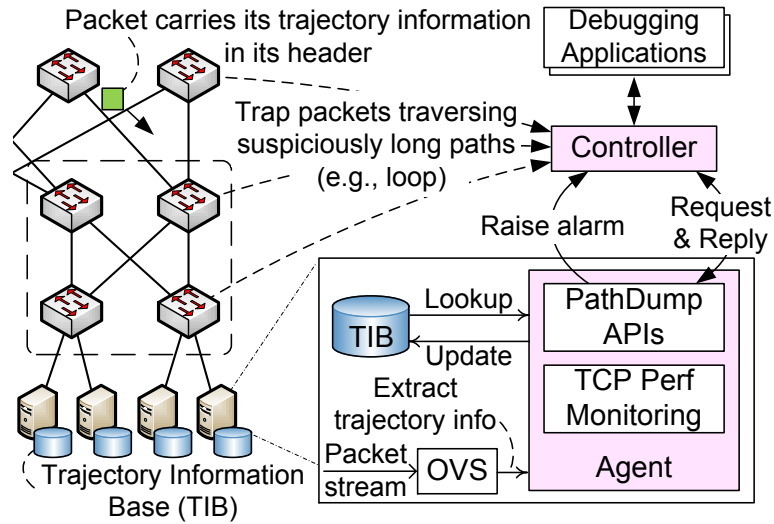 Packet carries its trajectory information
in its header
Debugging
Applications
Trap packets traversing
suspiciously long paths
(e.g., loop)
Controller
Raise alarm
Request
& Reply
TIB
Lookup
Update
PathDump
APIs
TCP Perf
Monitoring
Extract
trajectory info
Packet
stream
OVS
Agent
Trajectory Information
Base (TIB)